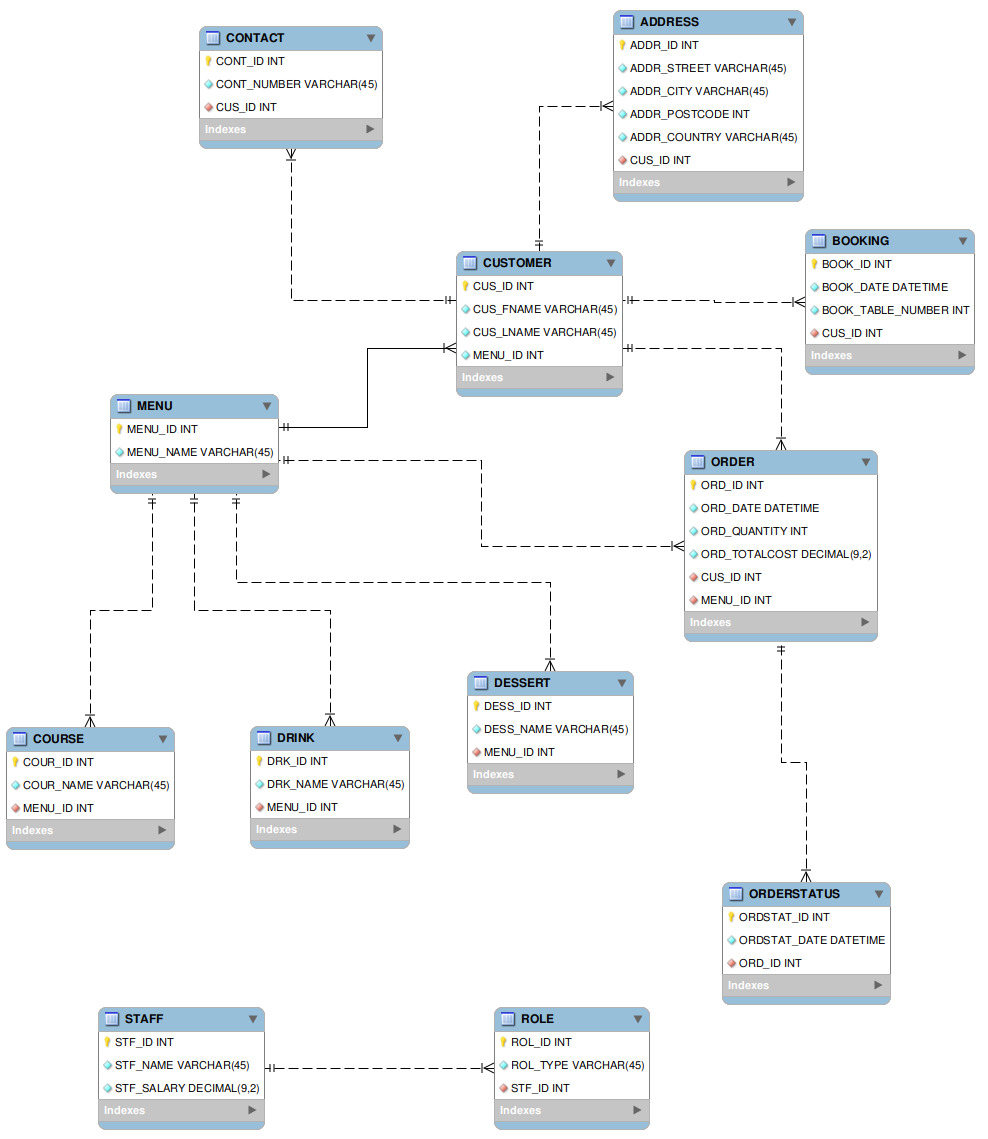 CONTACT
CONT_ID INT
CONT_NUMBER VARCHAR(45)
CUS_ID INT
Indexes
ADDRESS
ADDR_ID INT
ADDR_STREET VARCHAR(45)
ADDR_CITY VARCHAR(45)
ADDR_POSTCODE INT
ADDR_COUNTRY VARCHAR(45)
CUS_ID INT
Indexes
CUSTOMER
CUS_ID INT
CUS_FNAME VARCHAR(45)
CUS_LNAME VARCHAR(45)
MENU_ID INT
Indexes
BOOKING
BOOK_ID INT
BOOK_DATE DATETIME
BOOK_TABLE_NUMBER INT
CUS_ID INT
Indexes
MENU
MENU_ID INT
MENU_NAME VARCHAR(45)
Indexes
ORDER
ORD_ID INT
ORD_DATE DATETIME
ORD_QUANTITY INT
ORD_TOTALCOST DECIMAL(9,2)
CUS_ID INT
MENU_ID INT
Indexes
COURSE
COUR_ID INT
COUR_NAME VARCHAR(45)
MENU_ID INT
Indexes
DRINK
DRK_ID INT
DRK_NAME VARCHAR(45)
MENU_ID INT
Indexes
DESSERT
DESS_ID INT
DESS_NAME VARCHAR(45)
MENU_ID INT
Indexes
ORDERSTATUS
ORDSTAT_ID INT
ORDSTAT_DATE DATETIME
ORD_ID INT
Indexes
STAFF
STF_ID INT
STF_NAME VARCHAR(45)
STF_SALARY DECIMAL(9,2)
Indexes
ROLE
ROL_ID INT
ROL_TYPE VARCHAR(45)
STF_ID INT
Indexes